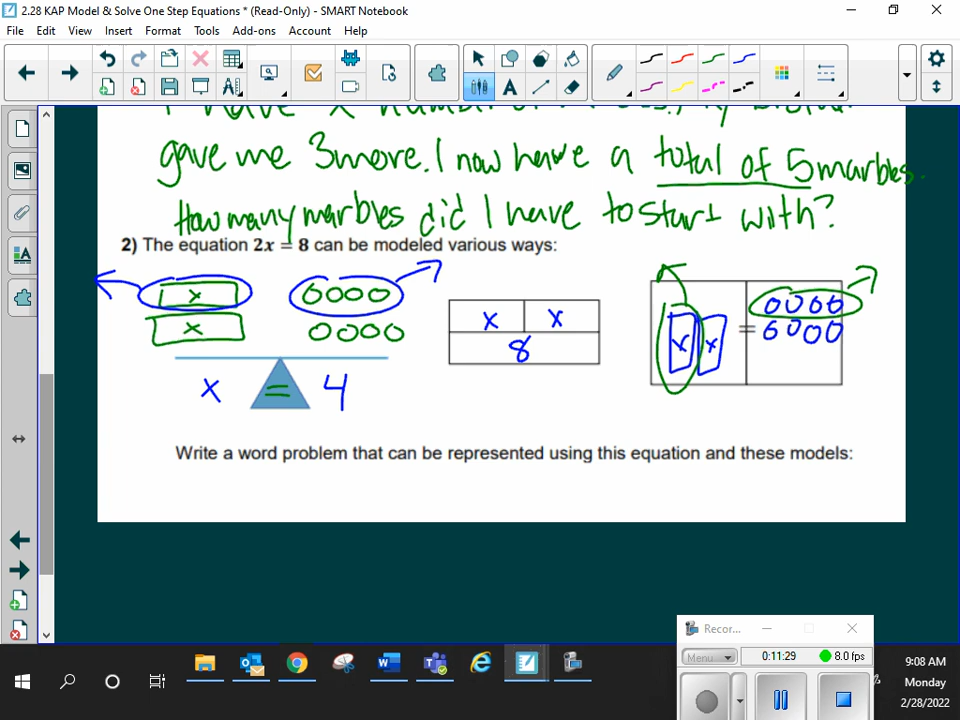 2.28 KAP Model & Solve One Step Equations * (Read-Only) - SMART Notebook
File Edit View Insert Format Tools Add-ons Account Help
I have x number of
gave me 3 more. I now have a total of 5 marbles.
How many marbles did I have to start with?
2) The equation 2x = 8 can be modeled various ways:
x
x
x = 4
x x
8
x x =
Write a word problem that can be represented using this equation and these models:
Recor...
Menu 0:11:29 8.0 fps
9:08 AM
Monday
2/28/2022